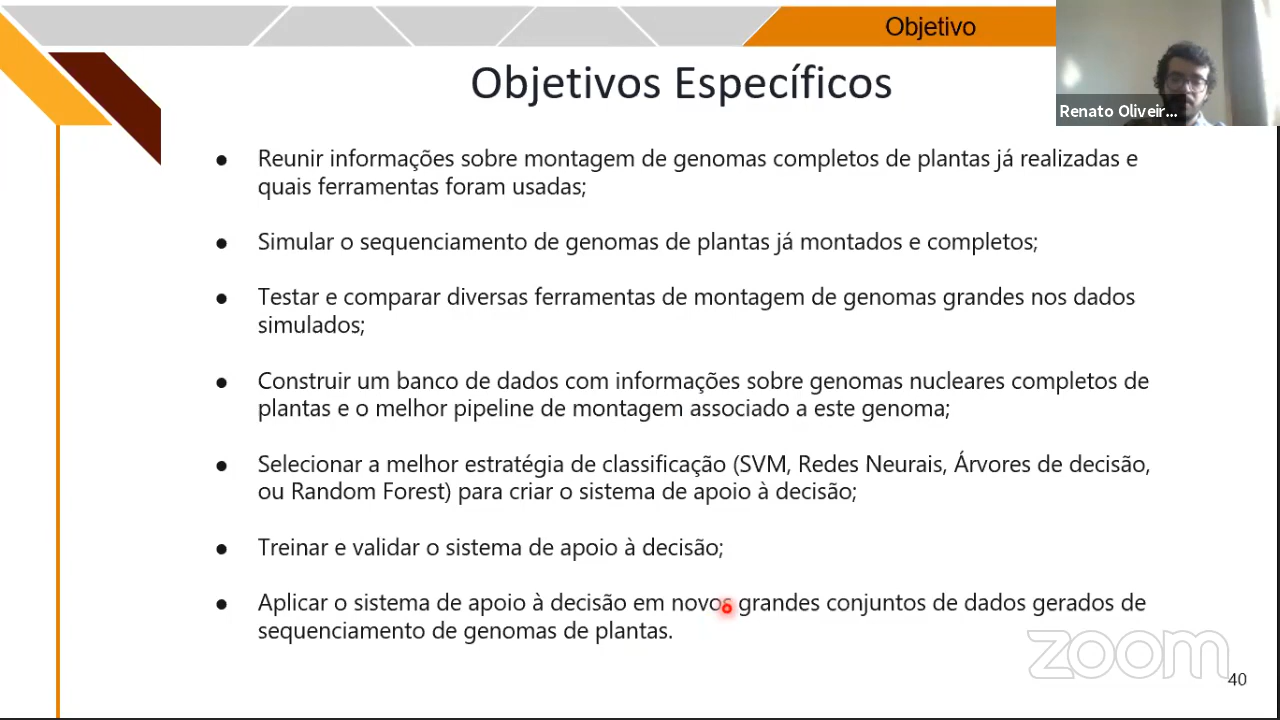 Objetivo
Objetivos Específicos
Renato Oliveir...
● Reunir informações sobre montagem de genomas completos de plantas já realizadas e
quais ferramentas foram usadas;
● Simular o sequenciamento de genomas de plantas já montados e completos;
● Testar e comparar diversas ferramentas de montagem de genomas grandes nos dados
simulados;
● Construir um banco de dados com informações sobre genomas nucleares completos de
plantas e o melhor pipeline de montagem associado a este genoma;
● Selecionar a melhor estratégia de classificação (SVM, Redes Neurais, Árvores de decisão,
ou Random Forest) para criar o sistema de apoio à decisão;
● Treinar e validar o sistema de apoio à decisão;
● Aplicar o sistema de apoio à decisão em novos grandes conjuntos de dados gerados de
sequenciamento de genomas de plantas.
zoom
40